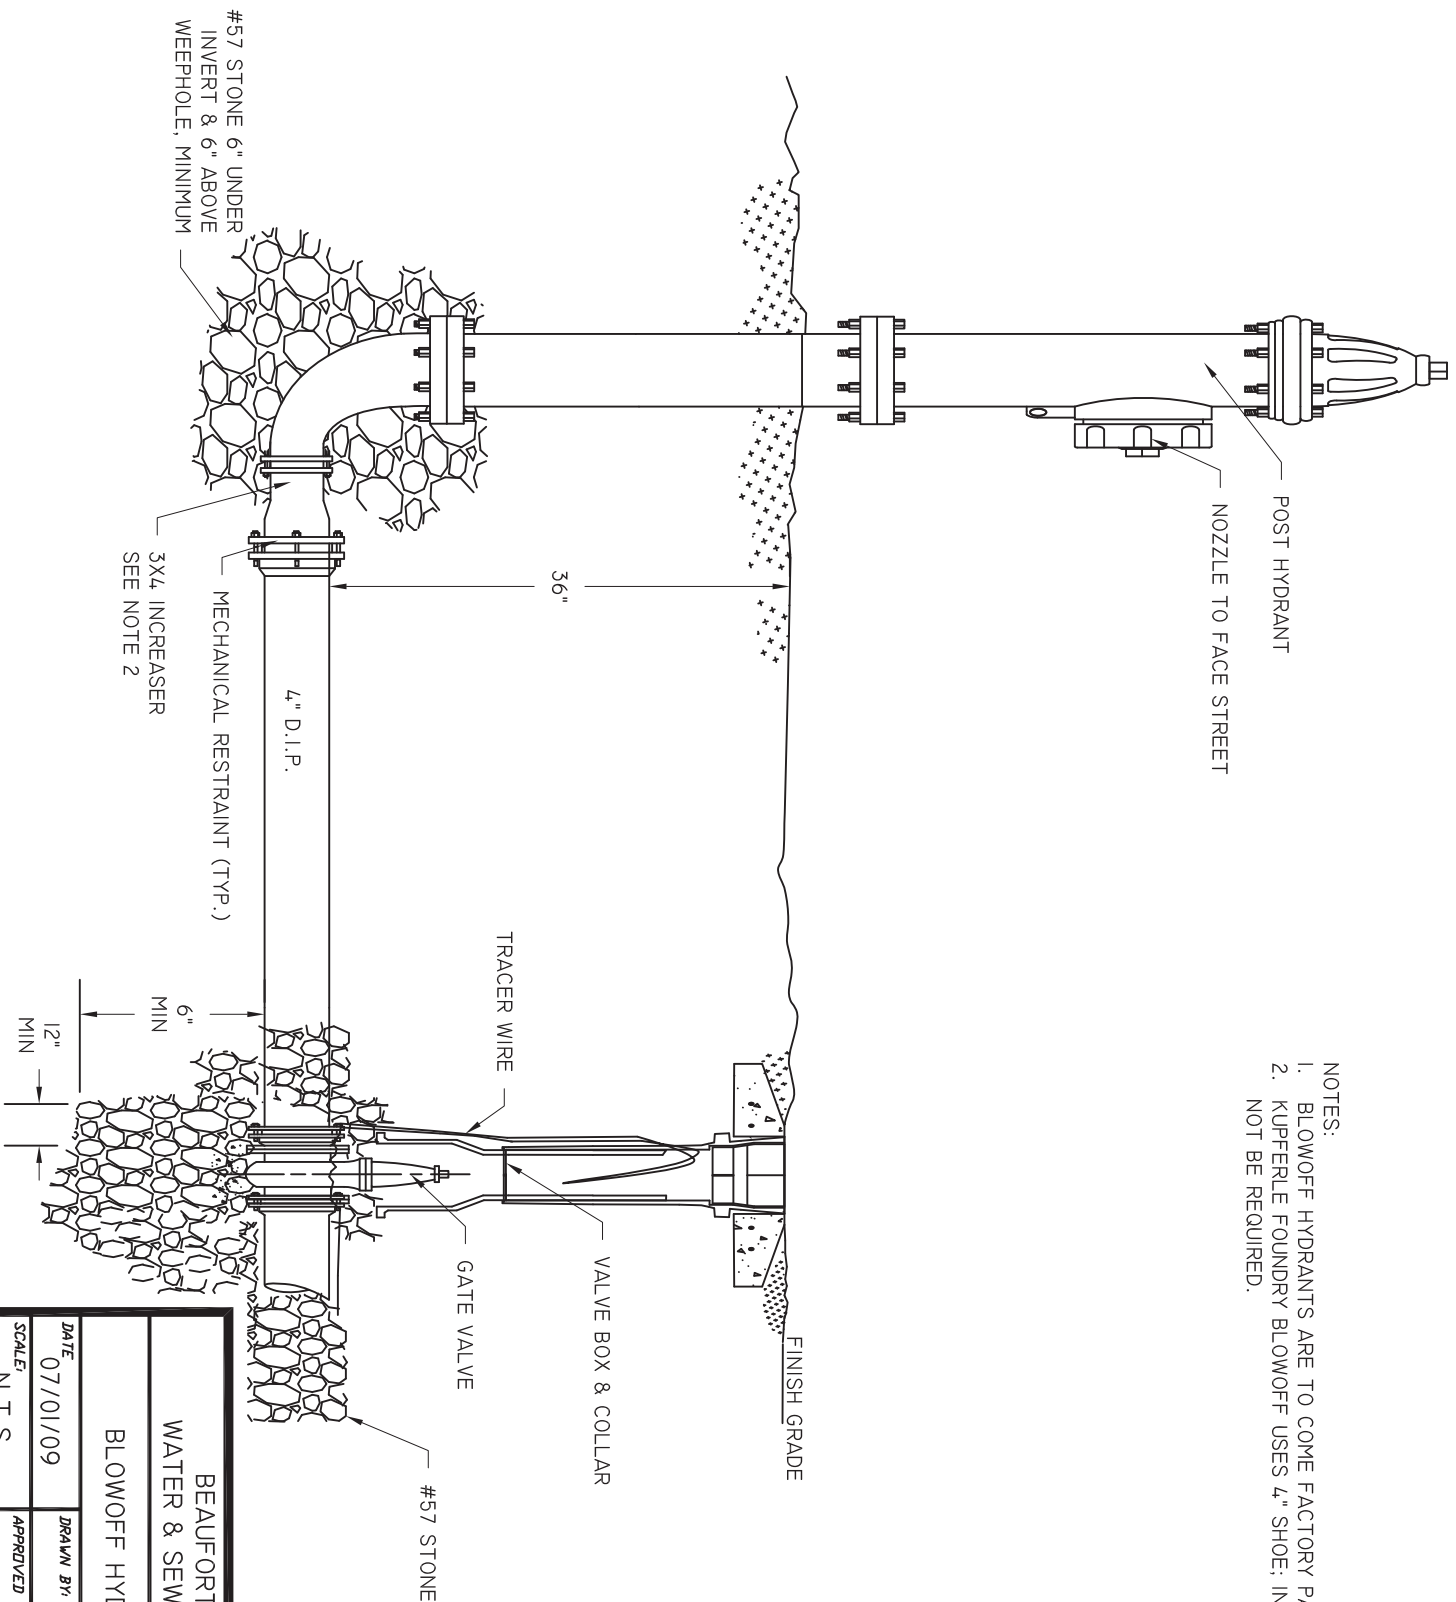 NOTES:
1. BLOWOFF HYDRANTS ARE TO COME FACTORY
2. KUPFERLE FOUNDRY BLOWOFF USES 4" SHOE;
NOT BE REQUIRED.
POST HYDRANT
NOZZLE TO FACE STREET
FINISH GRADE
36"
VALVE BOX & COLLAR
TRACER WIRE
GATE VALVE
#57 STONE
4" D.I.P.
#57 STONE 6" UNDER
INVERT & 6" ABOVE
WEEPHOLE, MINIMUM
MECHANICAL RESTRAINT (TYP.)
3X4 INCREASER
SEE NOTE 2
6"
MIN
12"
MIN
BEAUFORT
WATER &
BLOWOFF
DATE
07/01/09
DRAWN BY:
SCALE:
N.T.S.
APPROVED